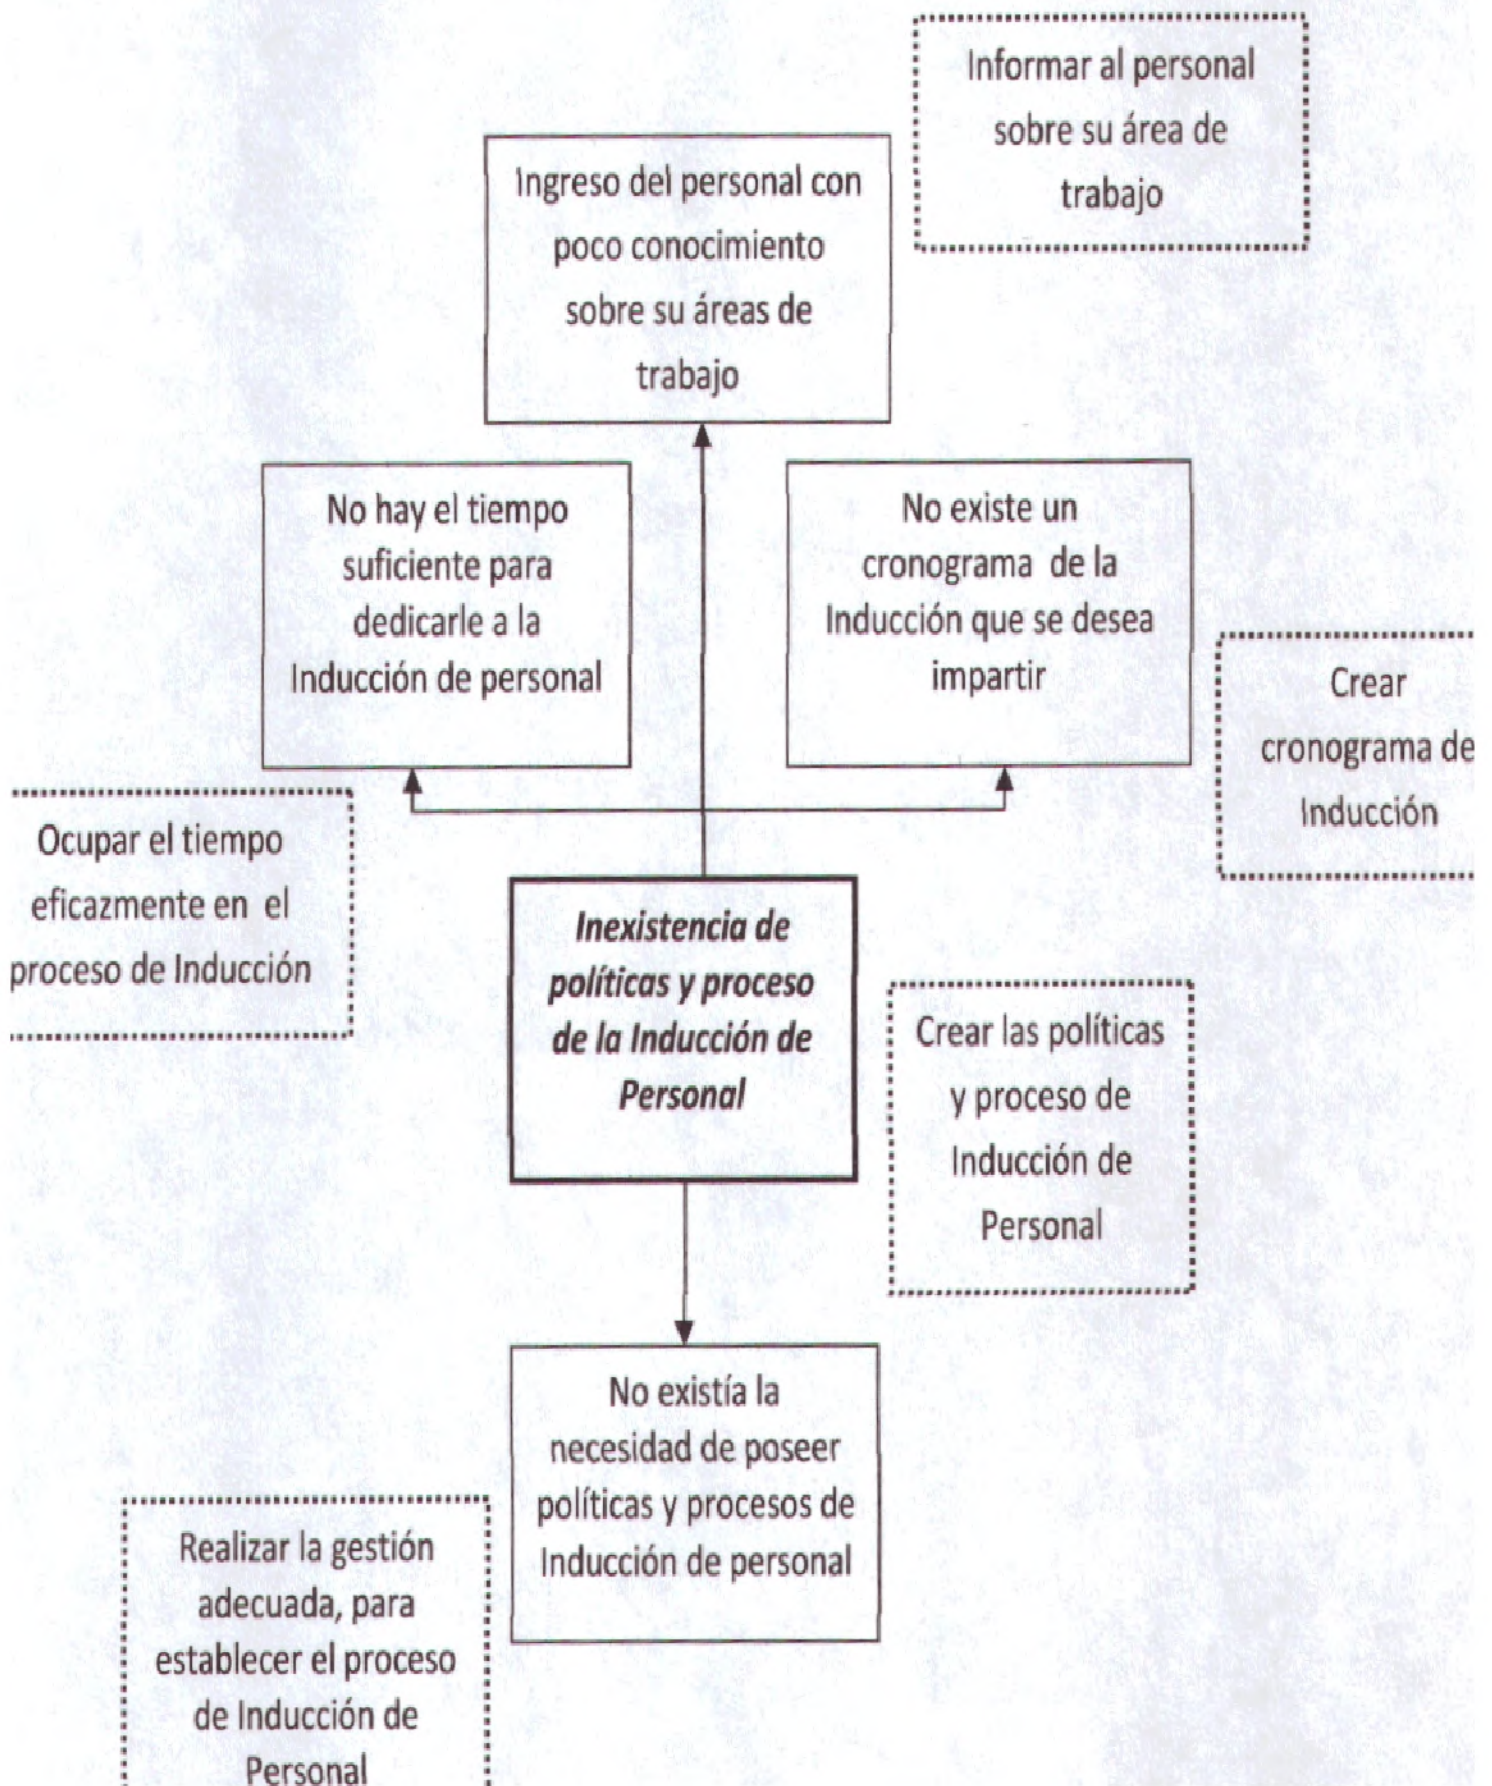 Informar al personal
sobre su área de
trabajo
Ingreso del personal con
poco conocimiento
sobre su áreas de
trabajo
No hay el tiempo
suficiente para
dedicarle a la
Inducción de personal
No existe un
cronograma de la
Inducción que se desea
impartir
Crear
cronograma de
Inducción
Ocupar el tiempo
eficazmente en el
proceso de Inducción
Inexistencia de
políticas y proceso
de la Inducción de
Personal
Crear las políticas
y proceso de
Inducción de
Personal
No existía la
necesidad de poseer
políticas y procesos de
Inducción de personal
Realizar la gestión
adecuada, para
establecer el proceso
de Inducción de
Personal